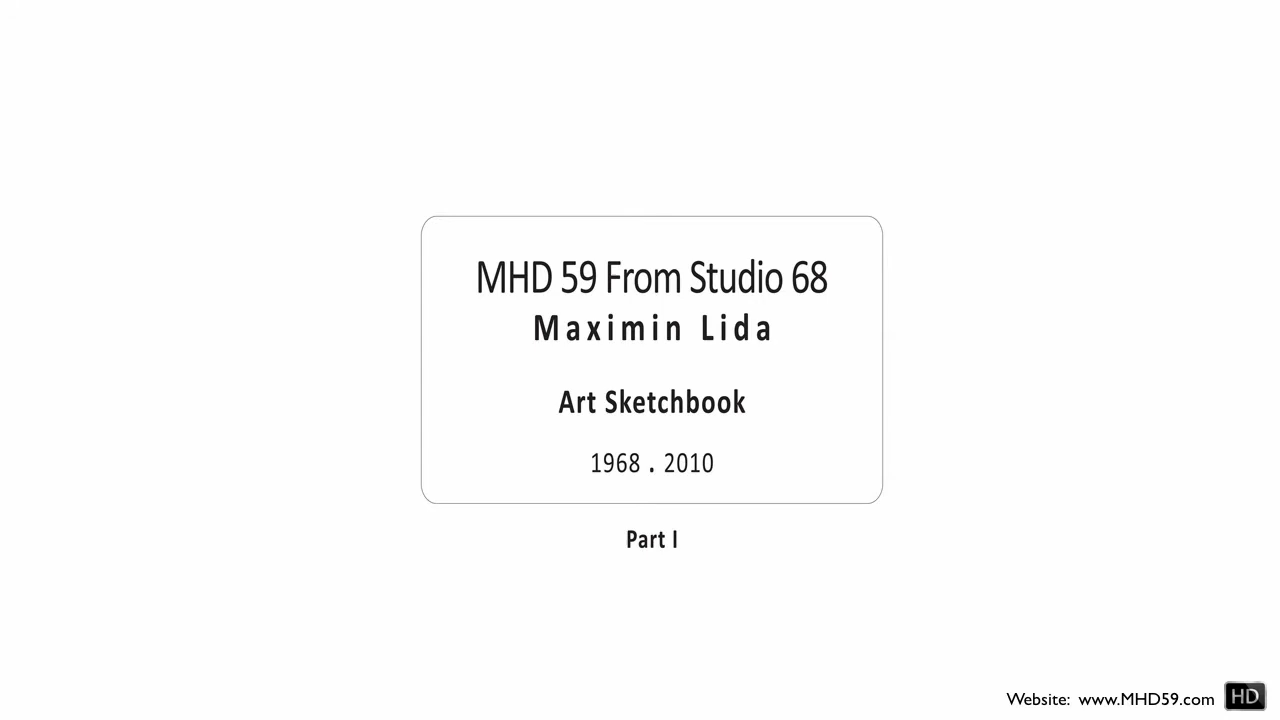 MHD 59 From Studio 68
Maximin Lida
Art Sketchbook
1968 . 2010
Part I
Website: www.MHD59.com HD